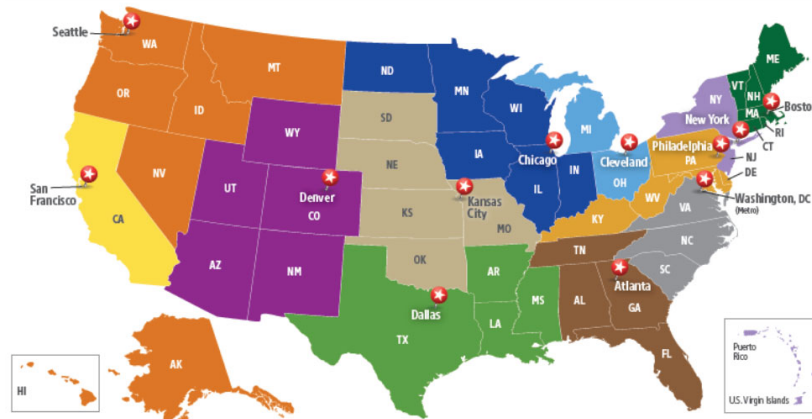 Seattle
WA
MT
OR
ID
ND
MN
SD
WI
WY
MI
NY
New York
VT
NH
ME
MA
Bosto
RI
CT
NJ
DE
Philadelphia
PA
Washington, DC
(Metro)
San
Francisco
NV
CA
UT
Denver
CO
NE
IA
Chicago
IL
IN
Cleveland
OH
KS
Kansas
City
MO
KY
WV
VA
NC
SC
TN
AZ
NM
OK
AR
Dallas
TX
LA
MS
AL
Atlanta
GA
FL
AK
HI
Puerto
Rico
U.S. Virgin Islands